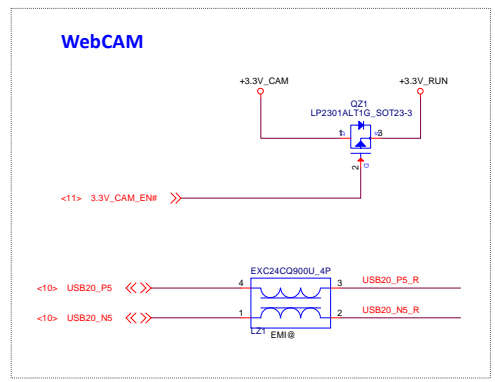 WebCAM
+3.3V_CAM
+3.3V_RUN
QZ1
LP2301ALT1G_SOT23-3
1
3
2
<11> 3.3V_CAM_EN#
EXC24CQ900U_4P
<10> USB20_P5
4
3
USB20_P5_R
<10> USB20_N5
1
2
USB20_N5_R
LZ1
EMI@